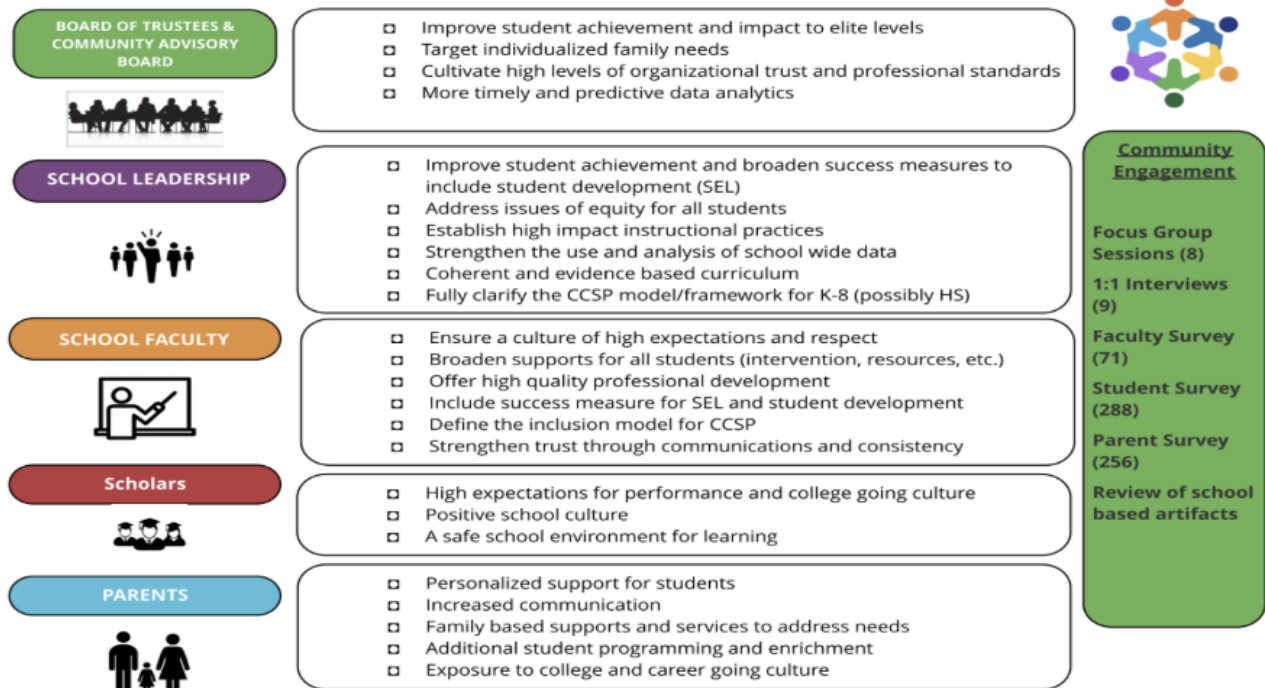 BOARD OF TRUSTEES &
COMMUNITY ADVISORY
BOARD
Improve student achievement and impact to elite levels
Target individualized family needs
Cultivate high levels of organizational trust and professional standards
More timely and predictive data analytics
SCHOOL LEADERSHIP
Improve student achievement and broaden success measures to
include student development (SEL)
Address issues of equity for all students
Establish high impact instructional practices
Strengthen the use and analysis of school wide data
Coherent and evidence based curriculum
Fully clarify the CCSP model/framework for K-8 (possibly HS)
SCHOOL FACULTY
Ensure a culture of high expectations and respect
Broaden supports for all students (intervention, resources, etc.)
Offer high quality professional development
Include success measure for SEL and student development
Define the inclusion model for CCSP
Strengthen trust through communications and consistency
Scholars
High expectations for performance and college going culture
Positive school culture
A safe school environment for learning
PARENTS
Personalized support for students
Increased communication
Family based supports and services to address needs
Additional student programming and enrichment
Exposure to college and career going culture
Community
Engagement
Focus Group
Sessions (8)
1:1 Interviews
(9)
Faculty Survey
(71)
Student Survey
(288)
Parent Survey
(256)
Review of school
based artifacts